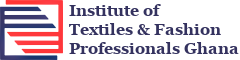 Institute of
Textiles & Fashion
Professionals Ghana